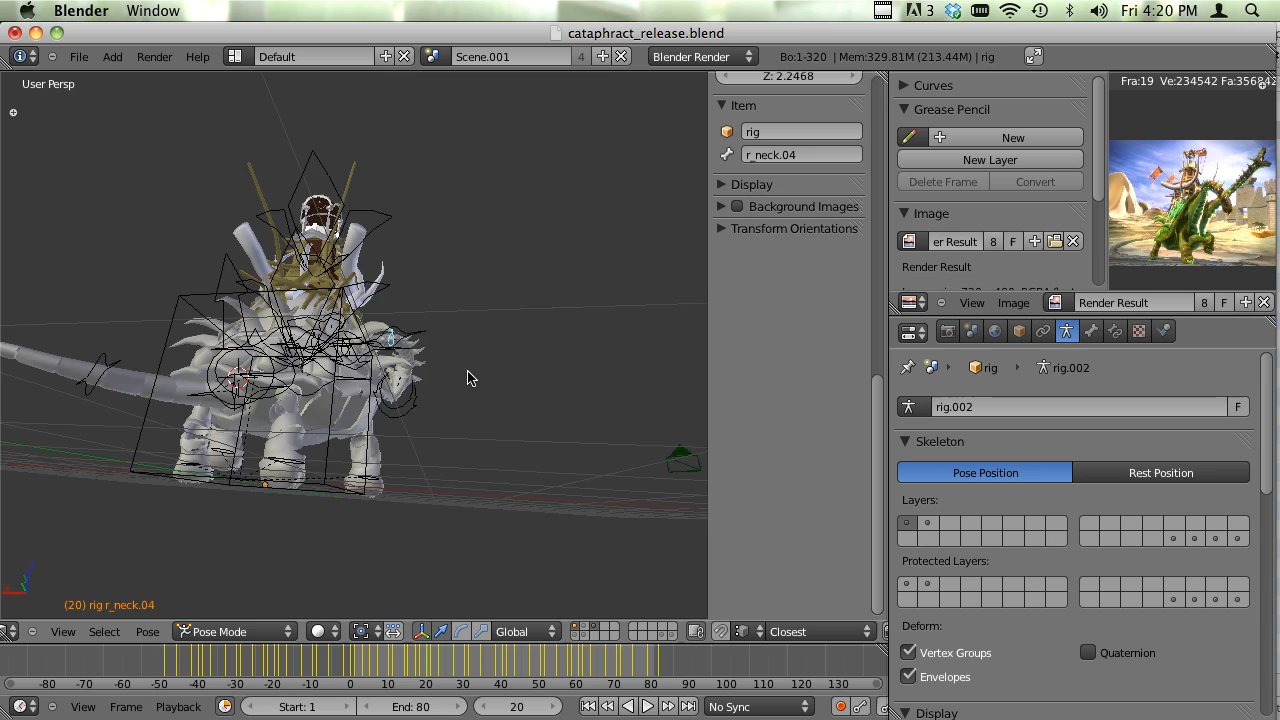 Blender Window 3 Fri 4:20 PM
cataphract_release.blend
File Add Render Help Default Scene.001 4 Blender Render Bo:1-320 | Mem:329.81M (213.44M) | rig
User Persp
Z: 2.2468
Item
rig
r_neck.04
Display
Background Images
Transform Orientations
(20) rig r_neck.04
View Select Pose Pose Mode Global Closest
-80 -70 -60 -50 -40 -30 -20 -10 0 10 20 30 40 50 60 70 80 90 100 110 120 130
View Frame Playback Start: 1 End: 80 20 No Sync
Curves
Grease Pencil
New
New Layer
Delete Frame Convert
Image
er Result 8 F
Render Result
Fra:19 Ve:234542 Fa:35684
View Image Render Result 8 F
rig rig.002
rig.002 F
Skeleton
Pose Position Rest Position
Layers:
Protected Layers:
Deform:
Vertex Groups Quaternion
Envelopes
Display